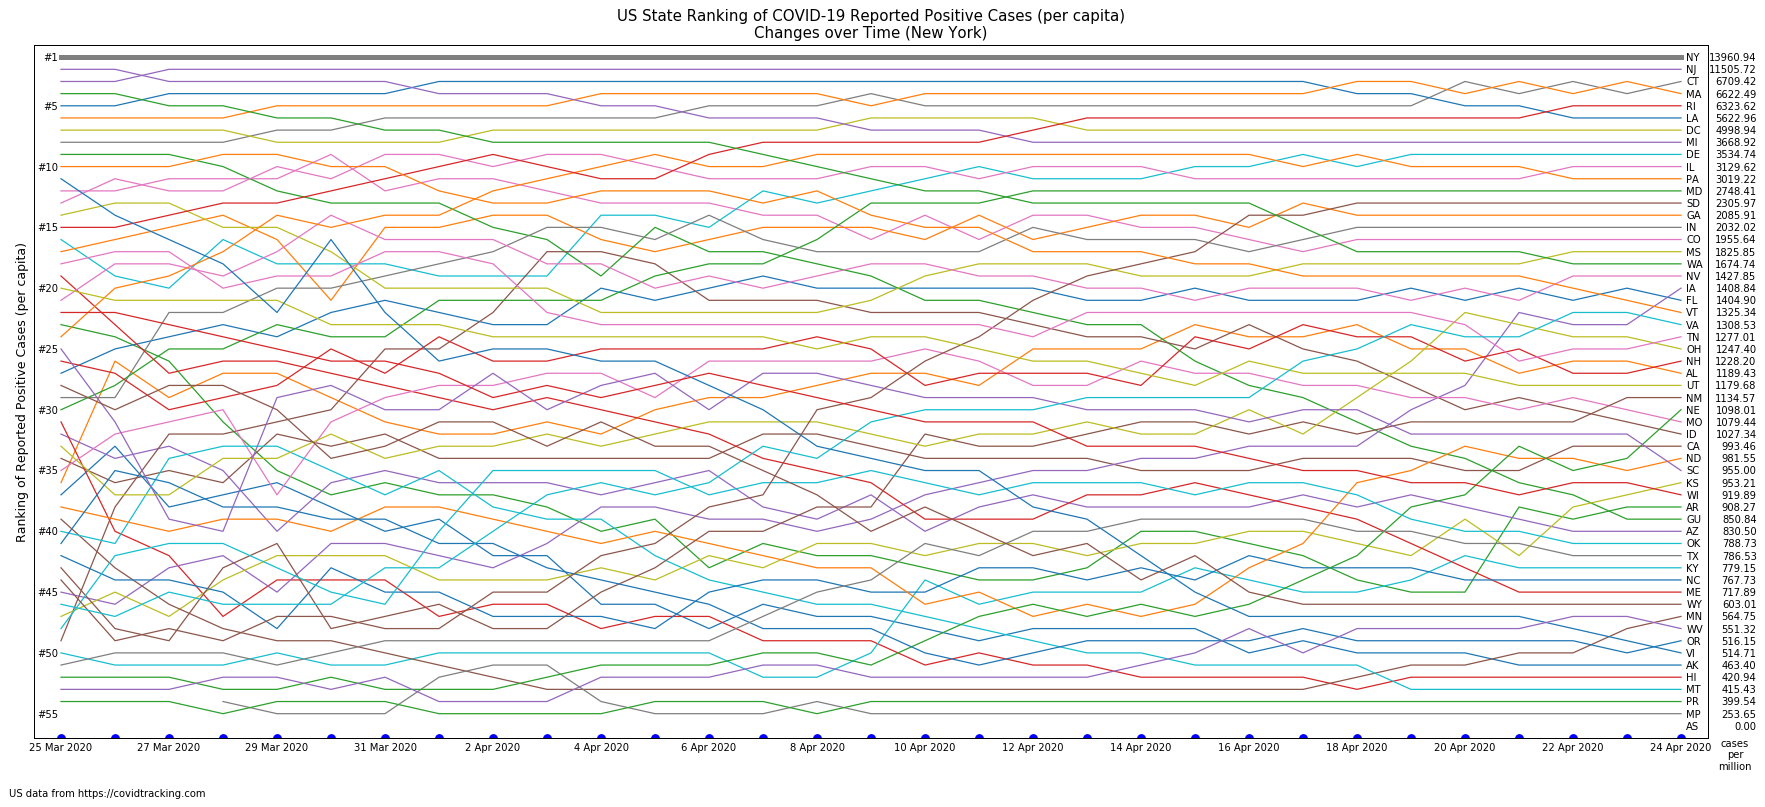 US State Ranking of COVID-19 Reported Positive Cases (per capita)
Changes over Time (New York)
Ranking of Reported Positive Cases (per capita)
#1
#5
#10
#15
#20
#25
#30
#35
#40
#45
#50
#55
NY 13960.94
NJ 11505.72
CT 6709.42
MA 6622.49
RI 6323.62
LA 5622.96
DC 4998.94
MI 3668.92
DE 3534.74
IL 3129.62
PA 3019.22
MD 2748.41
SD 2305.97
GA 2085.91
IN 2032.02
CO 1955.64
MS 1825.85
WA 1674.74
NV 1427.85
IA 1408.84
FL 1404.90
VT 1325.34
VA 1308.53
TN 1277.01
OH 1247.40
NH 1228.20
AL 1189.43
UT 1179.68
NM 1134.57
NE 1098.01
MO 1079.44
ID 1027.34
CA 993.46
ND 981.55
SC 955.00
KS 953.21
WI 919.89
AR 908.27
GU 850.84
AZ 830.50
OK 788.73
TX 786.53
KY 779.15
NC 767.73
ME 717.89
WY 603.01
MN 564.75
WV 551.32
OR 516.15
VI 514.71
AK 463.40
HI 420.94
MT 415.43
PR 399.54
MP 253.65
AS 0.00
25 Mar 2020 27 Mar 2020 29 Mar 2020 31 Mar 2020 2 Apr 2020 4 Apr 2020 6 Apr 2020 8 Apr 2020 10 Apr 2020 12 Apr 2020 14 Apr 2020 16 Apr 2020 18 Apr 2020 20 Apr 2020 22 Apr 2020 24 Apr 2020
cases
per
million
US data from https://covidtracking.com